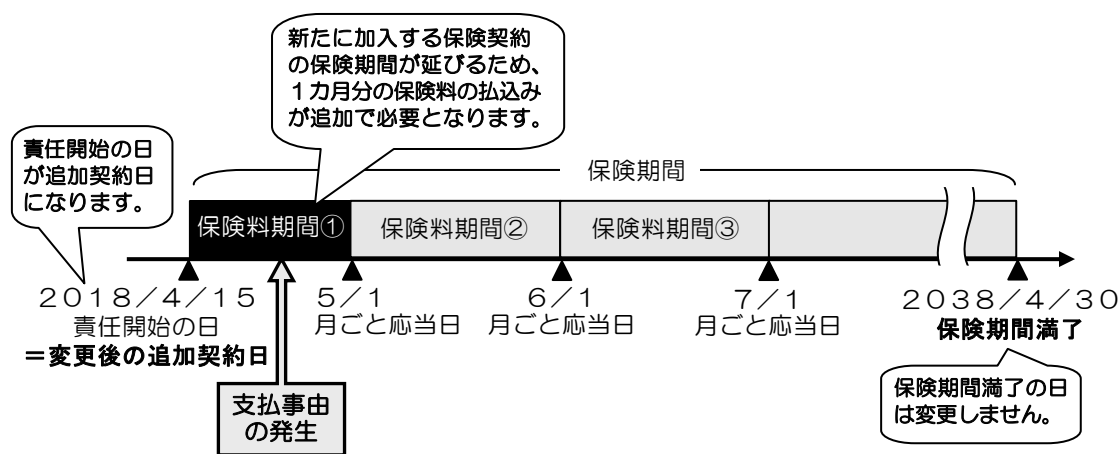 新たに加入する保険契約
の保険期間が延びるため、
１カ月分の保険料の払込み
が追加で必要となります。
責任開始の日
が追加契約日
になります。
保険期間
保険料期間①
保険料期間②
保険料期間③
２０１８／４／１５
責任開始の日
＝変更後の追加契約日
５／１
月ごと応当日
６／１
月ごと応当日
７／１
月ごと応当日
２０３８／４／３０
保険期間満了
支払事由
の発生
保険期間満了の日
は変更しません。